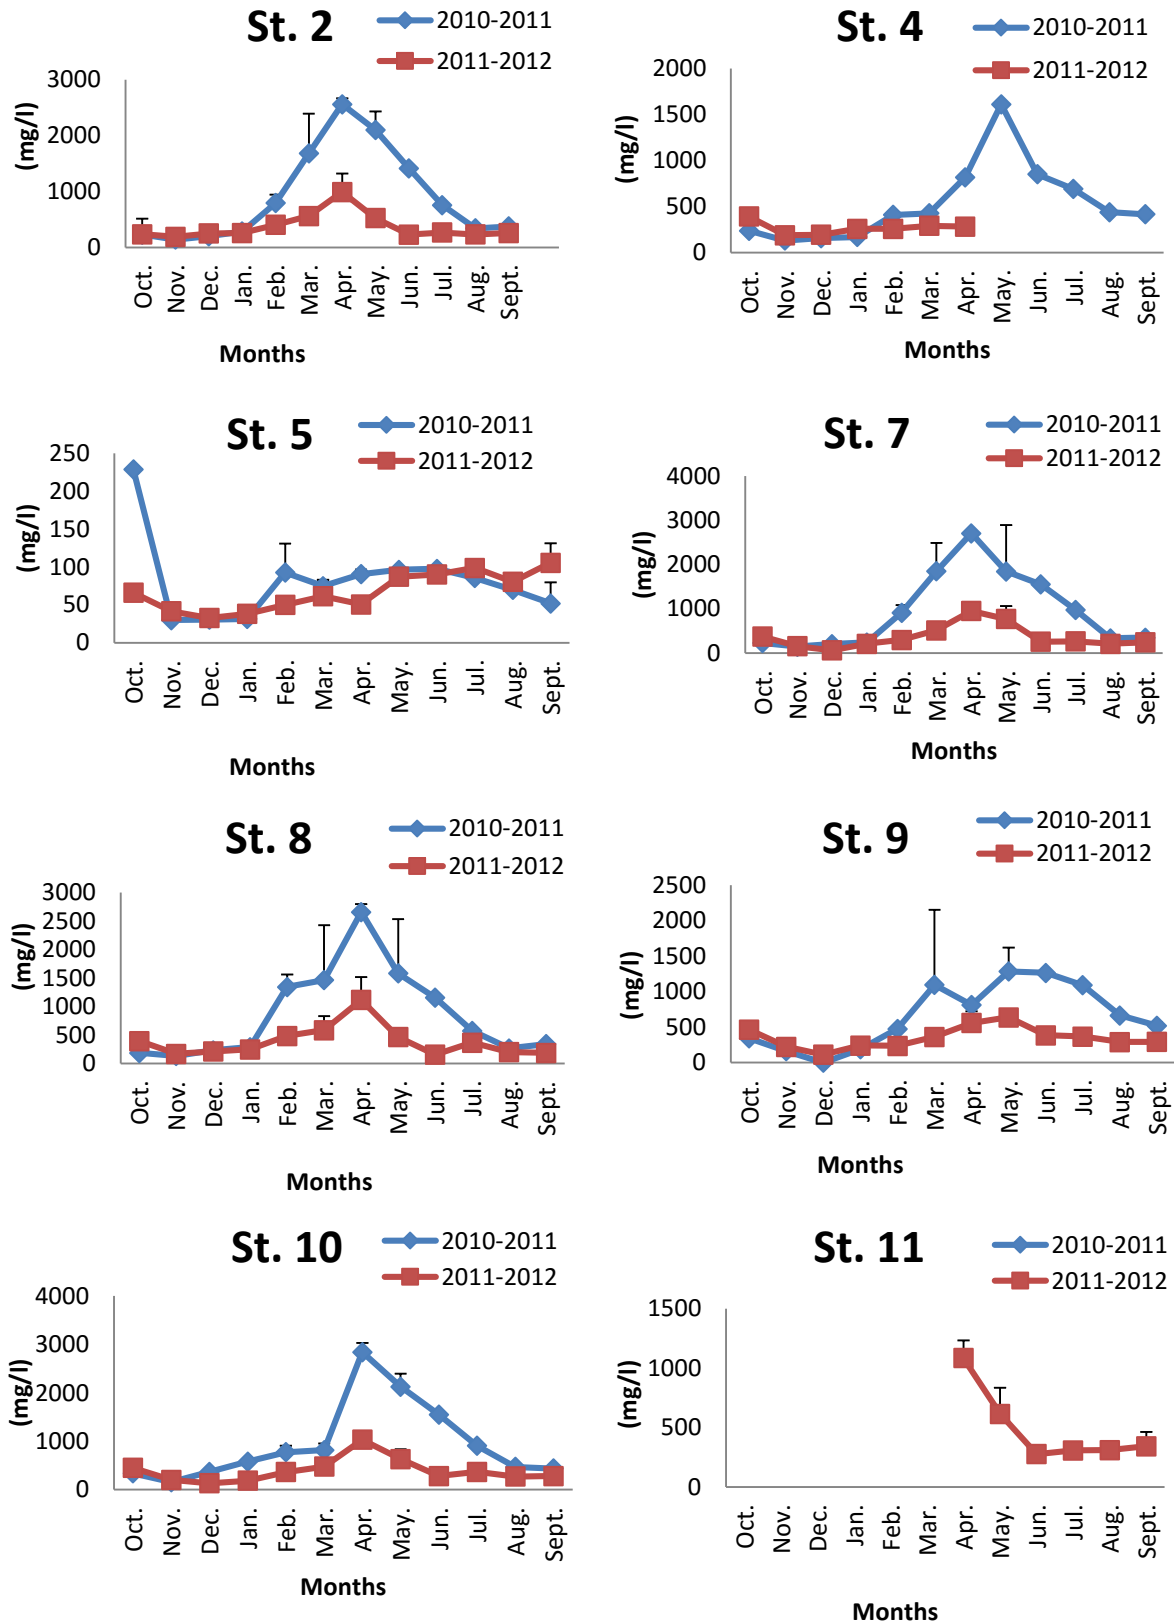 St. 2
2010-2011
2011-2012
(mg/l)
3000
2000
1000
0
Oct.
Nov.
Dec.
Jan.
Feb.
Mar.
Apr.
May.
Jun.
Jul.
Aug.
Sept.
Months
St. 4
2010-2011
2011-2012
(mg/l)
2000
1500
1000
500
0
Oct.
Nov.
Dec.
Jan.
Feb.
Mar.
Apr.
May.
Jun.
Jul.
Aug.
Sept.
Months
St. 5
2010-2011
2011-2012
(mg/l)
250
200
150
100
50
0
Oct.
Nov.
Dec.
Jan.
Feb.
Mar.
Apr.
May.
Jun.
Jul.
Aug.
Sept.
Months
St. 7
2010-2011
2011-2012
(mg/l)
4000
3000
2000
1000
0
Oct.
Nov.
Dec.
Jan.
Feb.
Mar.
Apr.
May.
Jun.
Jul.
Aug.
Sept.
Months
St. 8
2010-2011
2011-2012
(mg/l)
3000
2500
2000
1500
1000
500
0
Oct.
Nov.
Dec.
Jan.
Feb.
Mar.
Apr.
May.
Jun.
Jul.
Aug.
Sept.
Months
St. 9
2010-2011
2011-2012
(mg/l)
2500
2000
1500
1000
500
0
Oct.
Nov.
Dec.
Jan.
Feb.
Mar.
Apr.
May.
Jun.
Jul.
Aug.
Sept.
Months
St. 10
2010-2011
2011-2012
(mg/l)
4000
3000
2000
1000
0
Oct.
Nov.
Dec.
Jan.
Feb.
Mar.
Apr.
May.
Jun.
Jul.
Aug.
Sept.
Months
St. 11
2010-2011
2011-2012
(mg/l)
1500
1000
500
0
Oct.
Nov.
Dec.
Jan.
Feb.
Mar.
Apr.
May.
Jun.
Jul.
Aug.
Sept.
Months